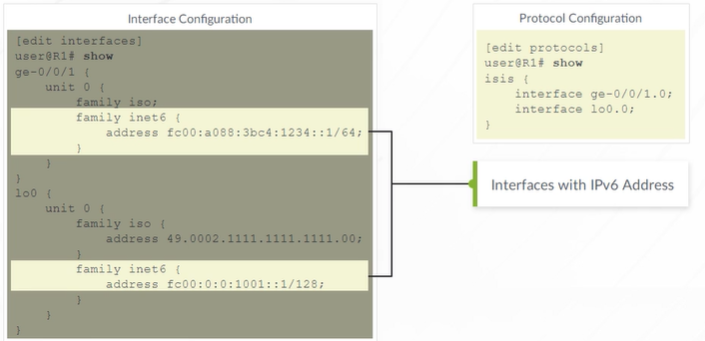 Interface Configuration
[edit interfaces]
user@R1# show
ge-0/0/1 {
unit 0 {
family iso;
family inet6 {
address fc00:a088:3bc4:1234::1/64;
}
}
}
lo0 {
unit 0 {
family iso {
address 49.0002.1111.1111.1111.00;
}
family inet6 {
address fc00:0:0:1001::1/128;
}
}
}
Protocol Configuration
[edit protocols]
user@R1# show
isis {
interface ge-0/0/1.0;
interface lo0.0;
}
Interfaces with IPv6 Address